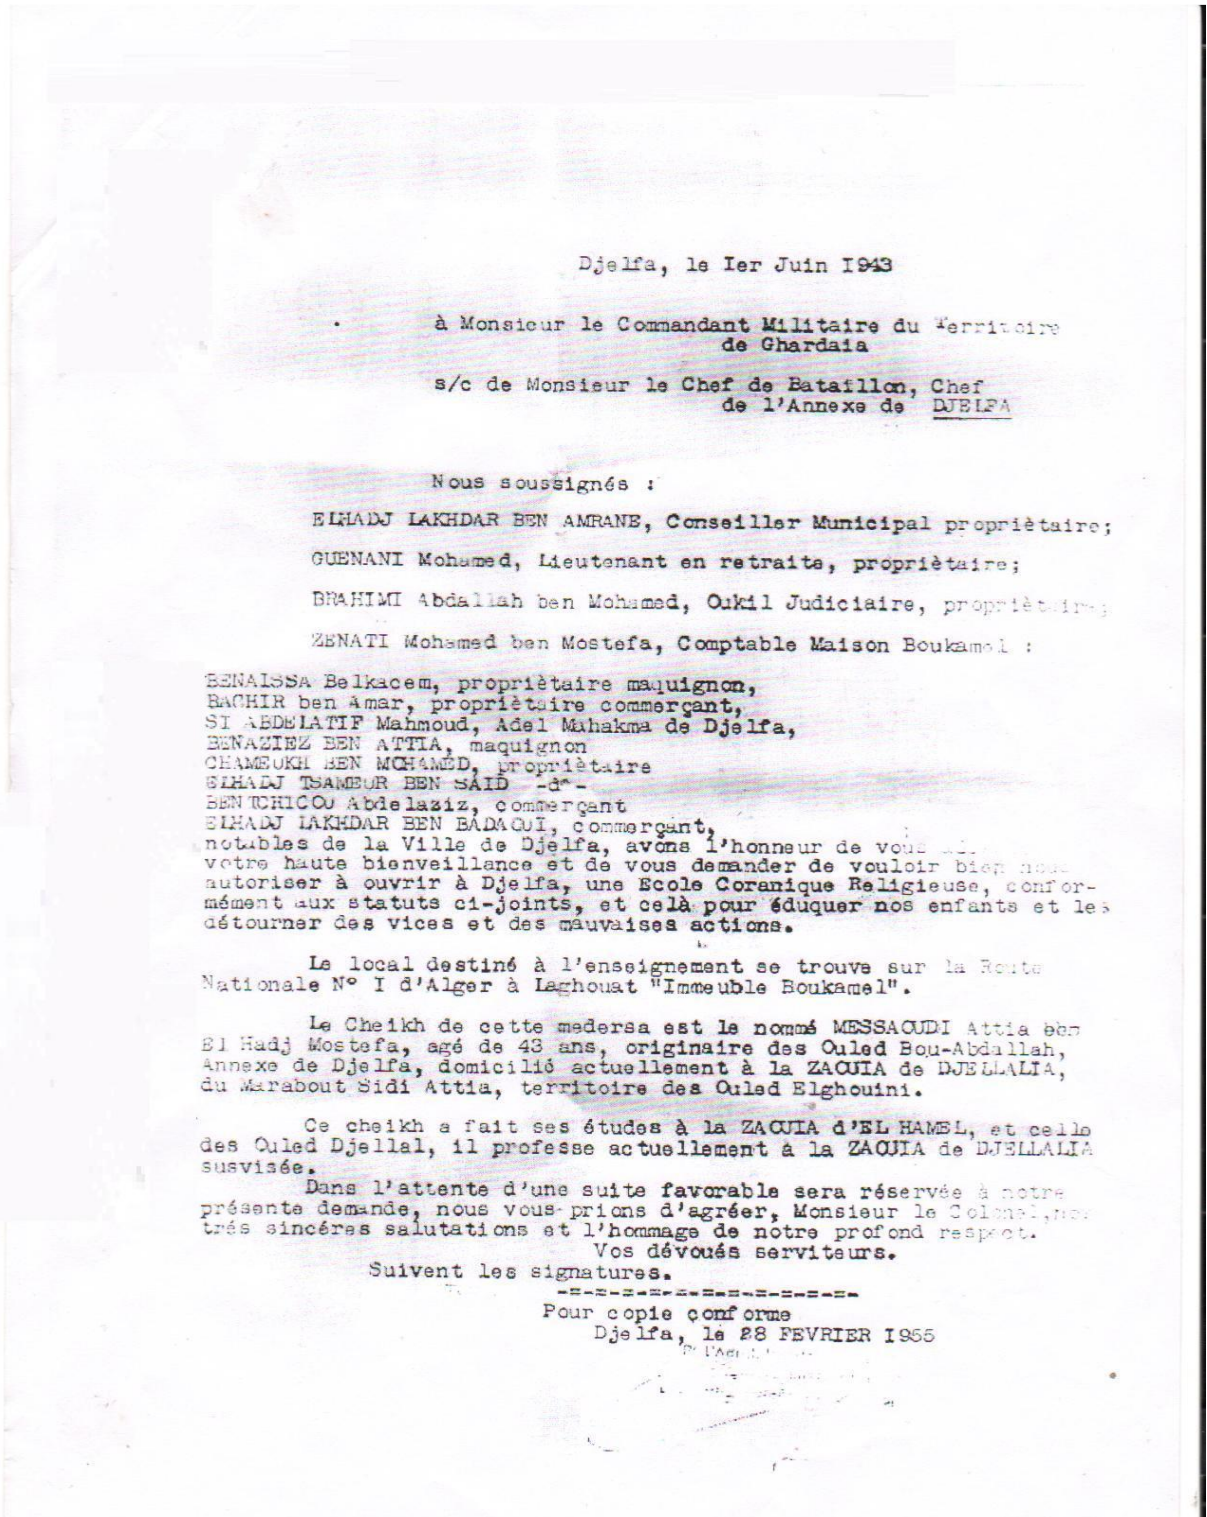 Djelfa, le Ier Juin I943
à Monsieur le Commandant Militaire du Territoire
de Ghardaia
s/c de Monsieur le Chef de Bataillon, Chef
de l'Annexe de DJELFA
Nous soussignés :
ELHADJ LAKHDAR BEN AMRANE, Conseiller Municipal propriètaire;
GUENANI Mohamed, Lieutenant en retraite, propriètaire;
BRAHIMI Abdallah ben Mohamed, Oukil Judiciaire, propriètaire;
ZENATI Mohamed ben Mostefa, Comptable Maison Boukamel :
BENAISSA Belkacem, propriètaire maquignon,
BACHIR ben Amar, propriètaire commerçant,
SI ABDELATIF Mahmoud, Adel Mahakma de Djelfa,
BENAZIEZ BEN ATTIA, maquignon
CHAMEUKH BEN MOHAMED, propriètaire
ELHADJ TSAMEUR BEN SAID -d°-
BENTCHICOU Abdelaziz, commerçant
ELHADJ LAKHDAR BEN BADAOUI, commerçant,
notables de la Ville de Djelfa, avons l'honneur de vous
votre haute bienveillance et de vous demander de vouloir bien nous
autoriser à ouvrir à Djelfa, une Ecole Coranique Religieuse, confor-
mément aux statuts ci-joints, et celà pour éduquer nos enfants et les
détourner des vices et des mauvaises actions.
Le local destiné à l'enseignement se trouve sur la Route
Nationale N° I d'Alger à Laghouat "Immeuble Boukamel".
Le Cheikh de cette medersa est le nommé MESSAOUDI Attia ben
El Hadj Mostefa, agé de 43 ans, originaire des Ouled Bou-Abdallah,
Annexe de Djelfa, domicilié actuellement à la ZAOUIA de DJELLALIA,
du Marabout Sidi Attia, territoire des Ouled Elghouini.
Ce cheikh a fait ses études à la ZAOUIA d'EL HAMEL, et celle
des Ouled Djellal, il professe actuellement à la ZAOUIA de DJELLALIA
susvisée.
Dans l'attente d'une suite favorable sera réservée à notre
présente demande, nous vous prions d'agréer, Monsieur le Colonel, nos
trés sincéres salutations et l'hommage de notre profond respect.
Vos dévoués serviteurs.
Suivent les signatures.
-=-=-=-=-=-=-=-=-=-=-=-
Pour copie conforme
Djelfa, le 28 FEVRIER I955